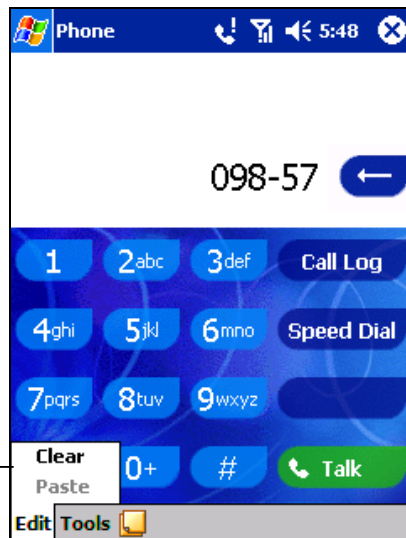 Phone 5:48
098-57
1 2abc 3def Call Log
4ghi 5jkl 6mno Speed Dial
7pqrs 8tuv 9wxyz
Clear
Paste
0+ # Talk
Edit Tools